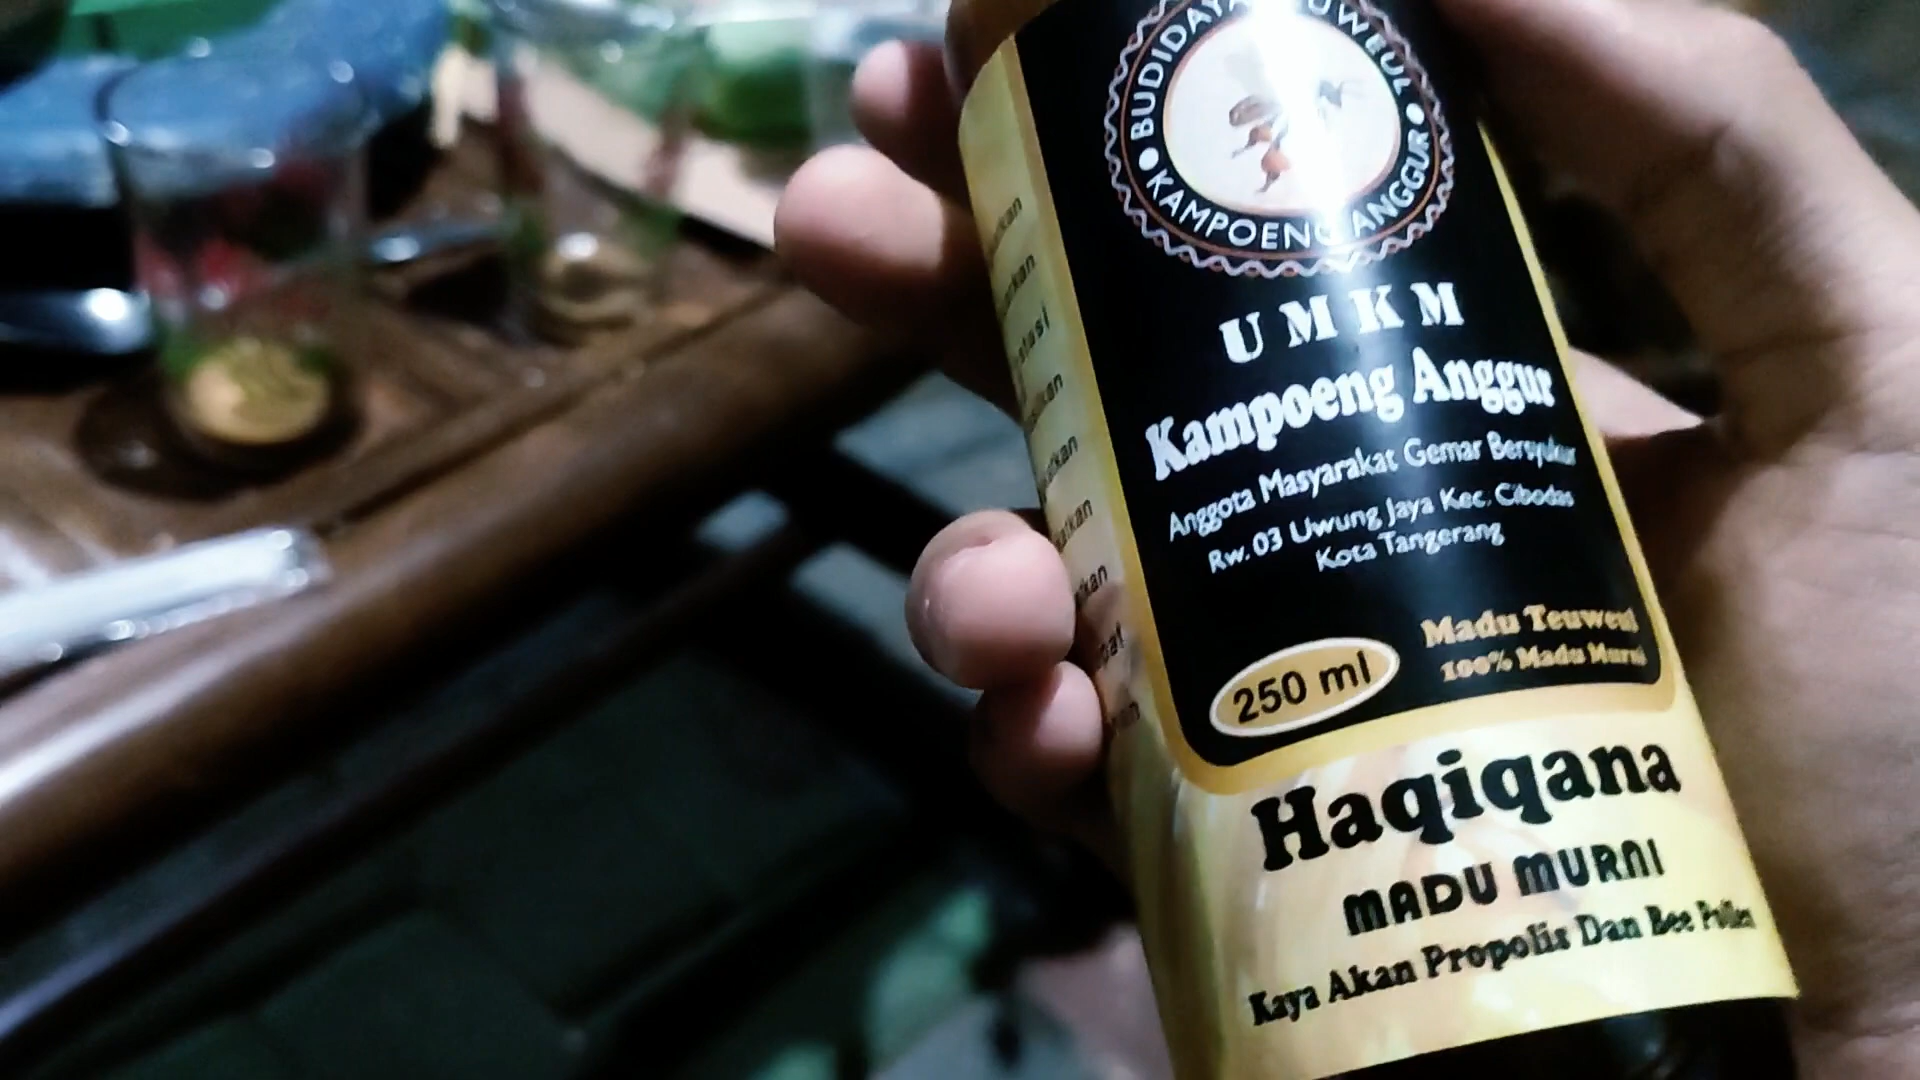 BUDIDAYA TEUWEUL
KAMPOENG ANGGUR
UMKM
Kampoeng Anggur
Anggota Masyarakat Gemar Bersyukur
Rw. 03 Uwung Jaya Kec. Cibodas
Kota Tangerang
250 ml
Madu Teuweul
100% Madu Murni
Haqiqana
MADU MURNI
Kaya Akan Propolis Dan Bee Pollen